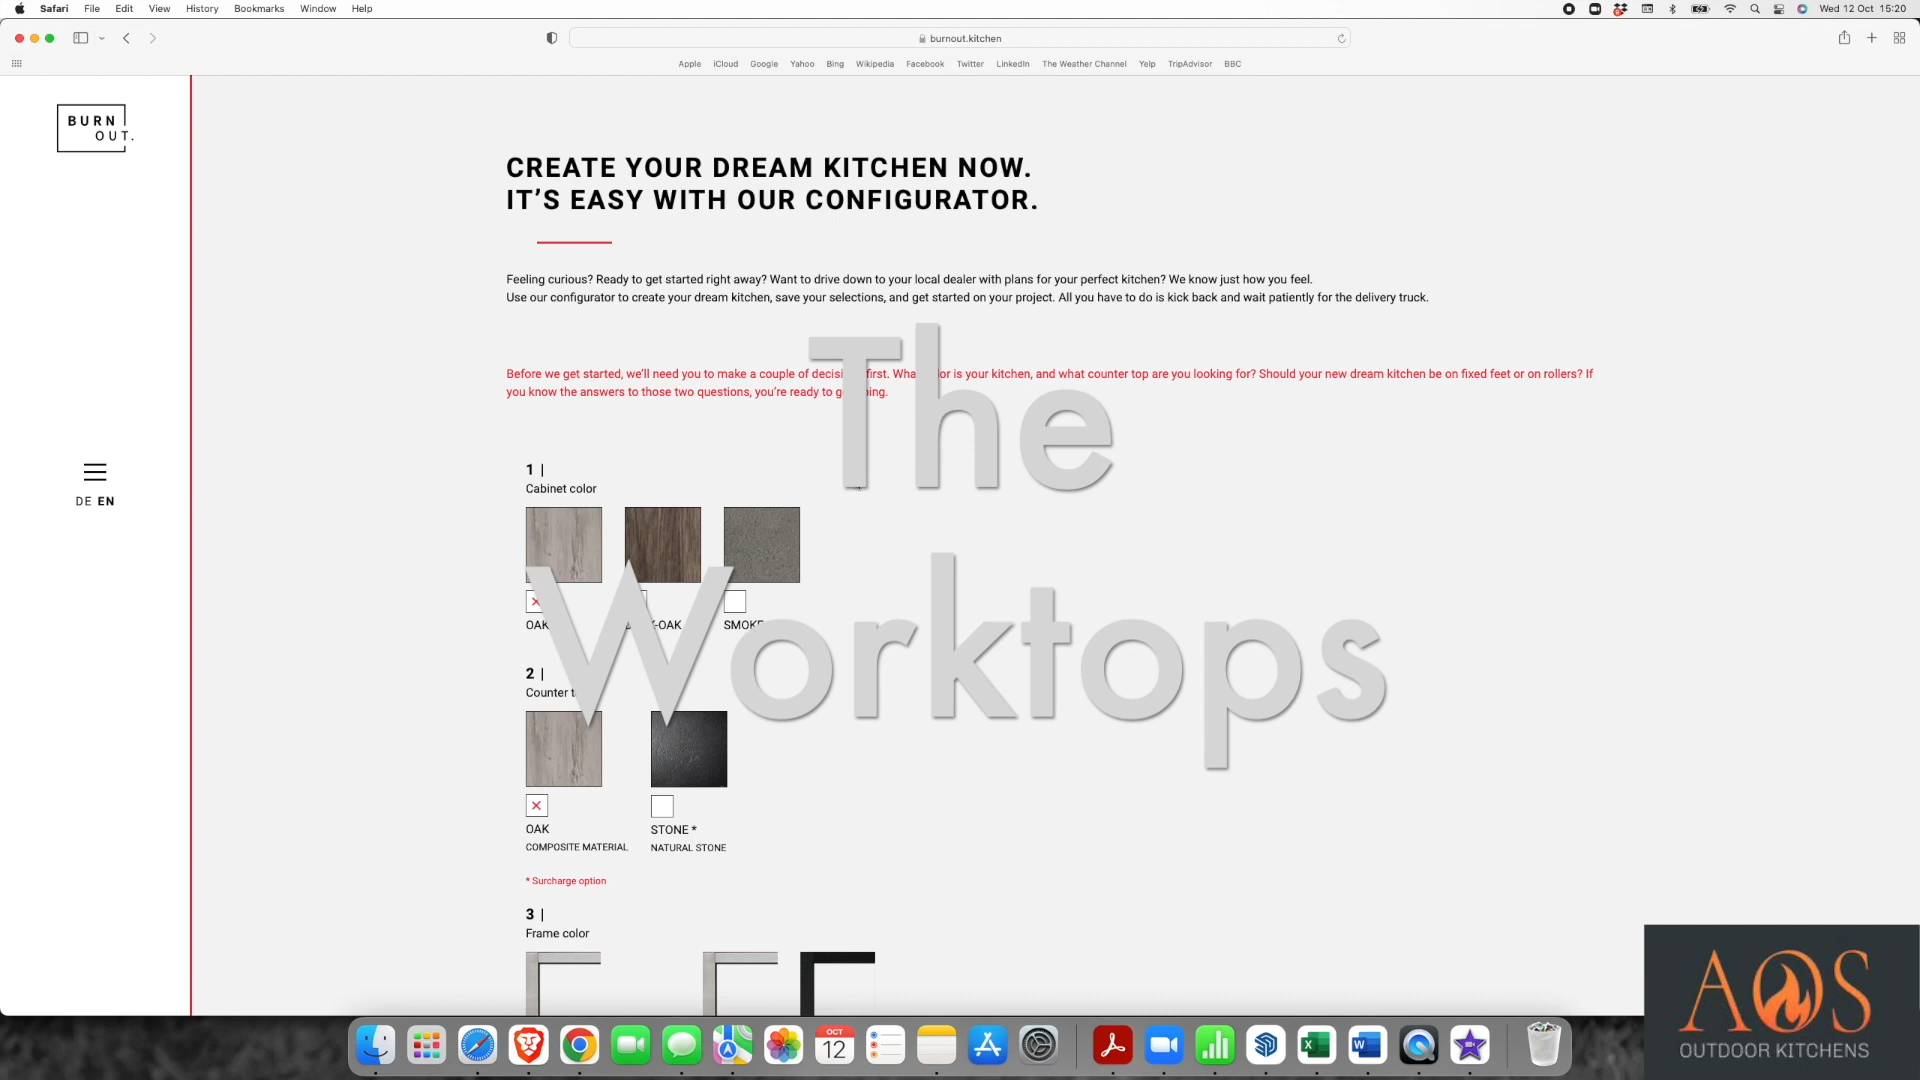 Safari File Edit View History Bookmarks Window Help Wed 12 Oct 15:20
burnout.kitchen
Apple iCloud Google Yahoo Bing Wikipedia Facebook Twitter LinkedIn The Weather Channel Yelp TripAdvisor BBC
BURN
OUT.
CREATE YOUR DREAM KITCHEN NOW.
IT’S EASY WITH OUR CONFIGURATOR.
Feeling curious? Ready to get started right away? Want to drive down to your local dealer with plans for your perfect kitchen? We know just how you feel.
Use our configurator to create your dream kitchen, save your selections, and get started on your project. All you have to do is kick back and wait patiently for the delivery truck.
Before we get started, we’ll need you to make a couple of first. is your kitchen, and what counter top are you looking for? Should your new dream kitchen be on fixed feet or on rollers? If
you know the answers to those two questions, you’re ready to
The
Worktops
DE EN
1 |
Cabinet color
OAK -OAK SMOKE
2 |
Counter
OAK
COMPOSITE MATERIAL
STONE *
NATURAL STONE
* Surcharge option
3 |
Frame color
OCT
12
AOS
OUTDOOR KITCHENS